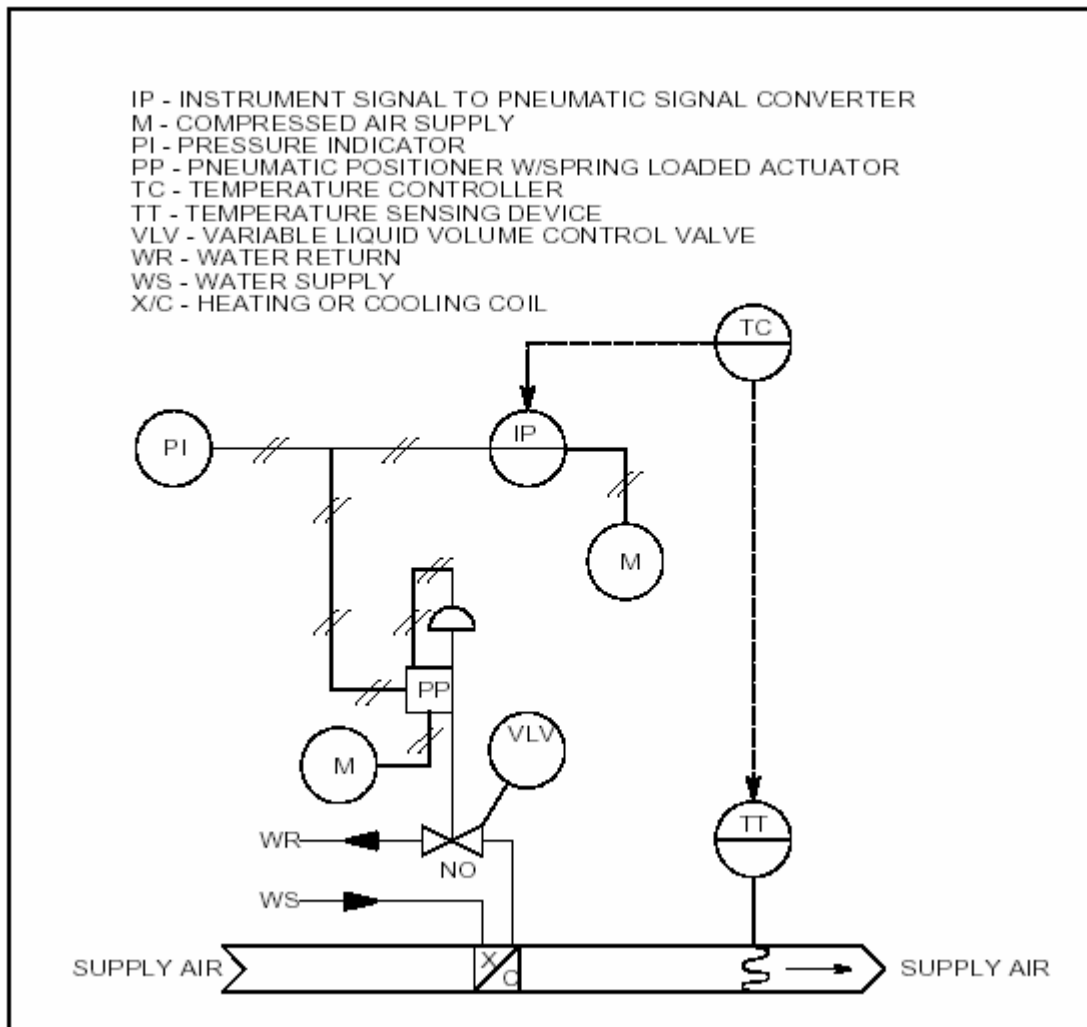 IP - INSTRUMENT SIGNAL TO PNEUMATIC SIGNAL CONVERTER
M - COMPRESSED AIR SUPPLY
PI - PRESSURE INDICATOR
PP - PNEUMATIC POSITIONER W/SPRING LOADED ACTUATOR
TC - TEMPERATURE CONTROLLER
TT - TEMPERATURE SENSING DEVICE
VLV - VARIABLE LIQUID VOLUME CONTROL VALVE
WR - WATER RETURN
WS - WATER SUPPLY
X/C - HEATING OR COOLING COIL
TC
IP
PI
M
PP
VLV
M
TT
WR
NO
WS
X
C
SUPPLY AIR
SUPPLY AIR